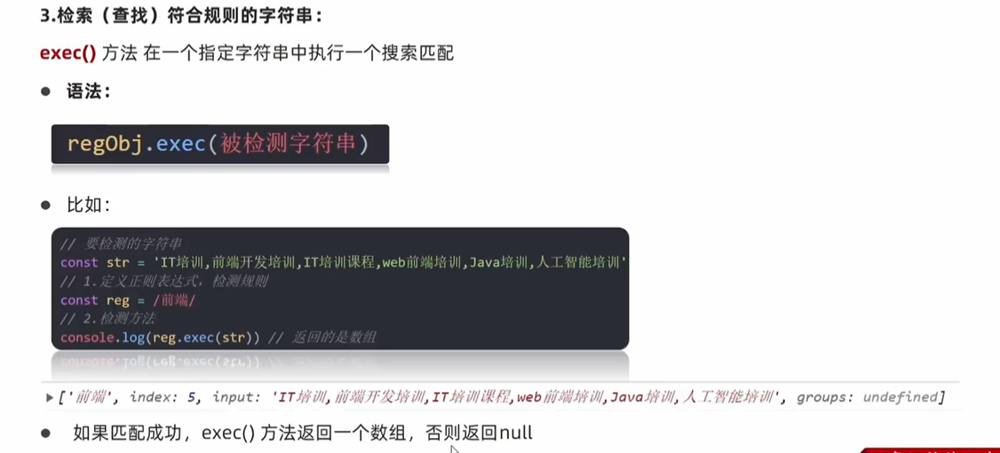 3.检索（查找）符合规则的字符串：
exec() 方法 在一个指定字符串中执行一个搜索匹配
● 语法：
regObj.exec(被检测字符串)
● 比如：
// 要检测的字符串
const str = 'IT培训,前端开发培训,IT培训课程,web前端培训,Java培训,人工智能培训'
// 1.定义正则表达式，检测规则
const reg = /前端/
// 2.检测方法
console.log(reg.exec(str)) // 返回的是数组
▶ ['前端', index: 5, input: 'IT培训,前端开发培训,IT培训课程,web前端培训,Java培训,人工智能培训', groups: undefined]
● 如果匹配成功，exec() 方法返回一个数组，否则返回null